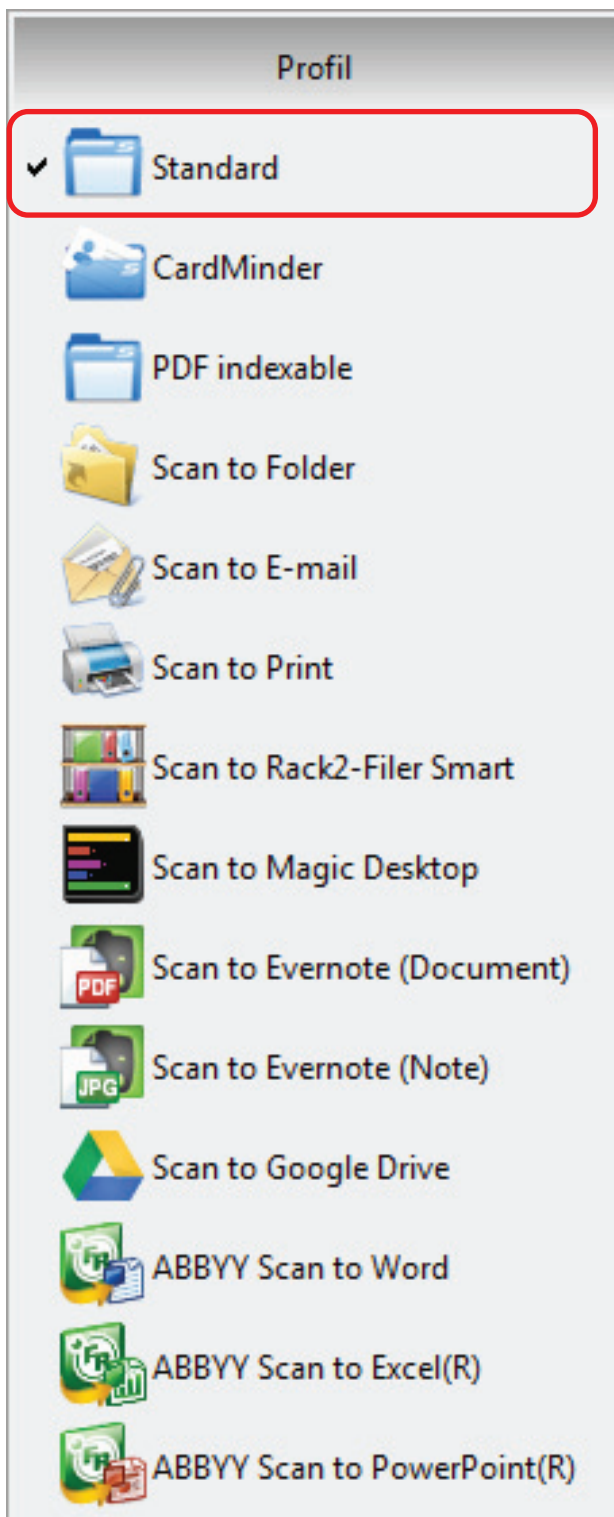 Profil
Standard
CardMinder
PDF indexable
Scan to Folder
Scan to E-mail
Scan to Print
Scan to Rack2-Filer Smart
Scan to Magic Desktop
PDF
Scan to Evernote (Document)
JPG
Scan to Evernote (Note)
Scan to Google Drive
ABBYY Scan to Word
ABBYY Scan to Excel(R)
ABBYY Scan to PowerPoint(R)